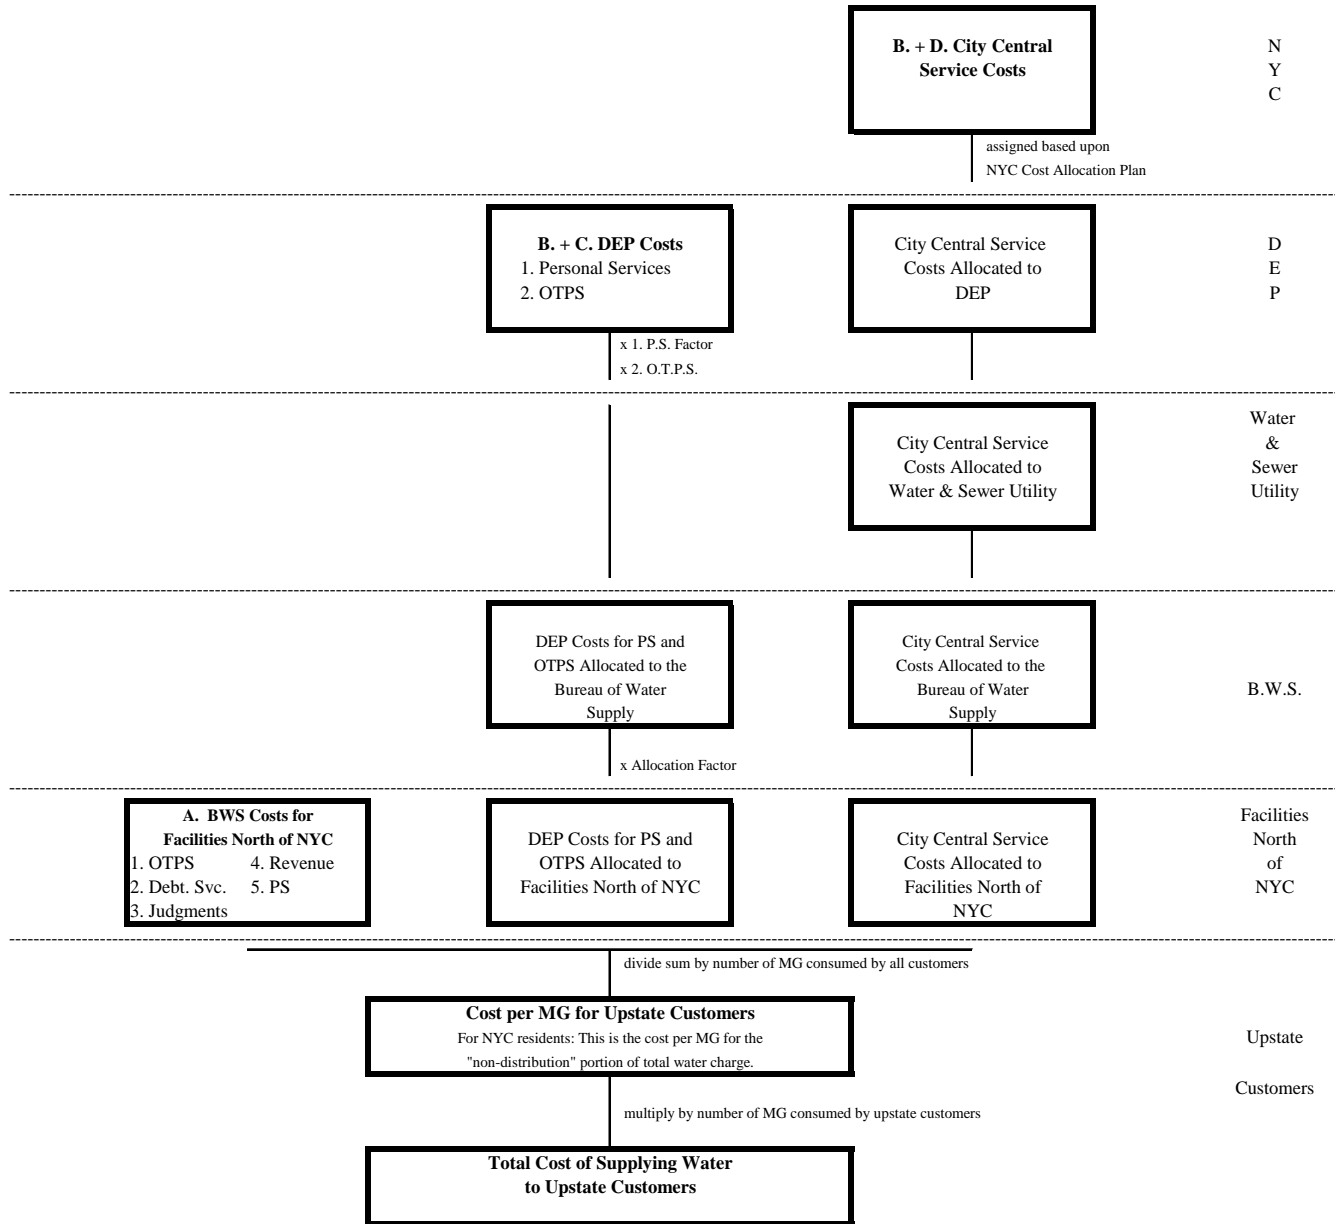 B. + D. City Central
Service Costs
N
Y
C
assigned based upon
NYC Cost Allocation Plan
B. + C. DEP Costs
1. Personal Services
2. OTPS
City Central Service
Costs Allocated to
DEP
D
E
P
x 1. P.S. Factor
x 2. O.T.P.S.
City Central Service
Costs Allocated to
Water & Sewer Utility
Water
&
Sewer
Utility
DEP Costs for PS and
OTPS Allocated to the
Bureau of Water
Supply
City Central Service
Costs Allocated to the
Bureau of Water
Supply
B.W.S.
x Allocation Factor
A. BWS Costs for
Facilities North of NYC
1. OTPS 4. Revenue
2. Debt. Svc. 5. PS
3. Judgments
DEP Costs for PS and
OTPS Allocated to
Facilities North of NYC
City Central Service
Costs Allocated to
Facilities North of
NYC
Facilities
North
of
NYC
divide sum by number of MG consumed by all customers
Cost per MG for Upstate Customers
For NYC residents: This is the cost per MG for the
"non-distribution" portion of total water charge.
Upstate
Customers
multiply by number of MG consumed by upstate customers
Total Cost of Supplying Water
to Upstate Customers